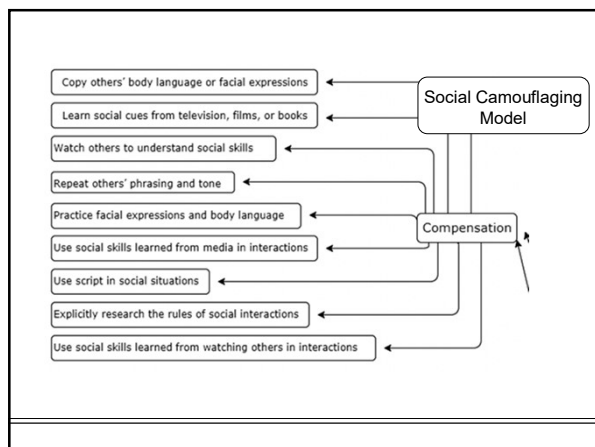 Copy others' body language or facial expressions
Social Camouflaging
Model
Learn social cues from television, films, or books
Watch others to understand social skills
Repeat others' phrasing and tone
Practice facial expressions and body language
Compensation
Use social skills learned from media in interactions
Use script in social situations
Explicitly research the rules of social interactions
Use social skills learned from watching others in interactions